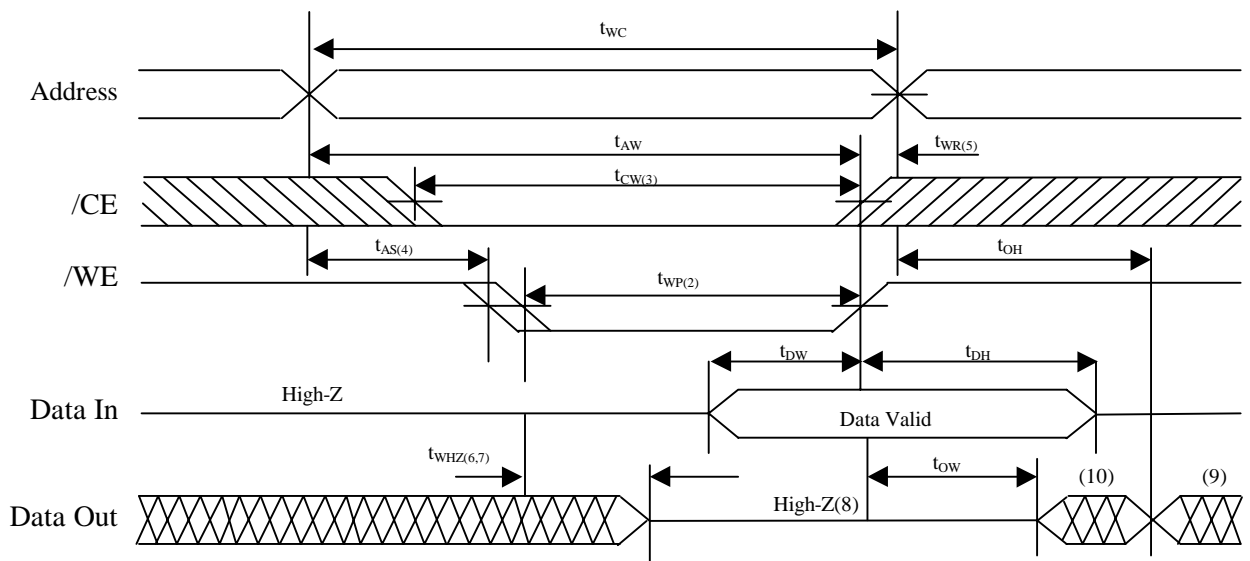 tWC
Address
tAW
tWR(5)
tCW(3)
/CE
tAS(4)
tOH
/WE
tWP(2)
tDW
tDH
High-Z
Data In
Data Valid
tWHZ(6,7)
tOW
(10)
(9)
High-Z(8)
Data Out